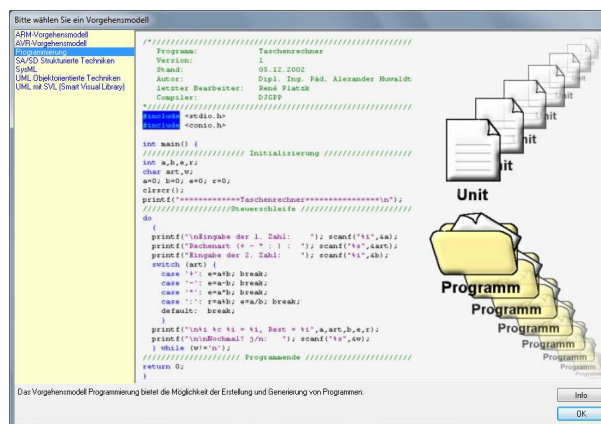 Bitte wählen Sie ein Vorgehensmodell
ARM-Vorgehensmodell
AVR-Vorgehensmodell
Programmierung
SA/SD Strukturierte Techniken
SysML
UML Objektorientierte Techniken
UML mit SVL (Smart Visual Library)
/*////////////////////////////////////////////////////////
Programm: Taschenrechner
Version: 1
Stand: 05.12.2002
Autor: Dipl. Ing. Päd. Alexander Huwaldt
letzter Bearbeiter: René Platzk
Compiler: DJGPP
*/////////////////////////////////////////////////////////
#include <stdio.h>
#include <conio.h>
int main() {
////////////////////// Initialisierung ///////////////////
int a,b,e,r;
char art,w;
a=0; b=0; e=0; r=0;
clrscr();
printf("=============Taschenrechner================\n");
///////////////////Steuerschleife ////////////////////////
do
{
printf("\nEingabe der 1. Zahl: "); scanf("%i",&a);
printf("Rechenart (+ - * : ) : "); scanf("%s",&art);
printf("Eingabe der 2. Zahl: "); scanf("%i",&b);
switch (art) {
case '+': e=a+b; break;
case '-': e=a-b; break;
case '*': e=a*b; break;
case ':': r=a%b; e=a/b; break;
default: break;
}
printf("\n%i %c %i = %i, Rest = %i",a,art,b,e,r);
printf("\n\nNochmal? j/n: "); scanf("%s",&w);
} while (w!='n');
///////////////////// Programmende ///////////////////////
return 0;
}
Unit
nit
it
Unit
Programm
Programm
Programm
Programm
Programm
Programm
Das Vorgehensmodell Programmierung bietet die Möglichkeit der Erstellung und Generierung von Programmen.
Info
OK